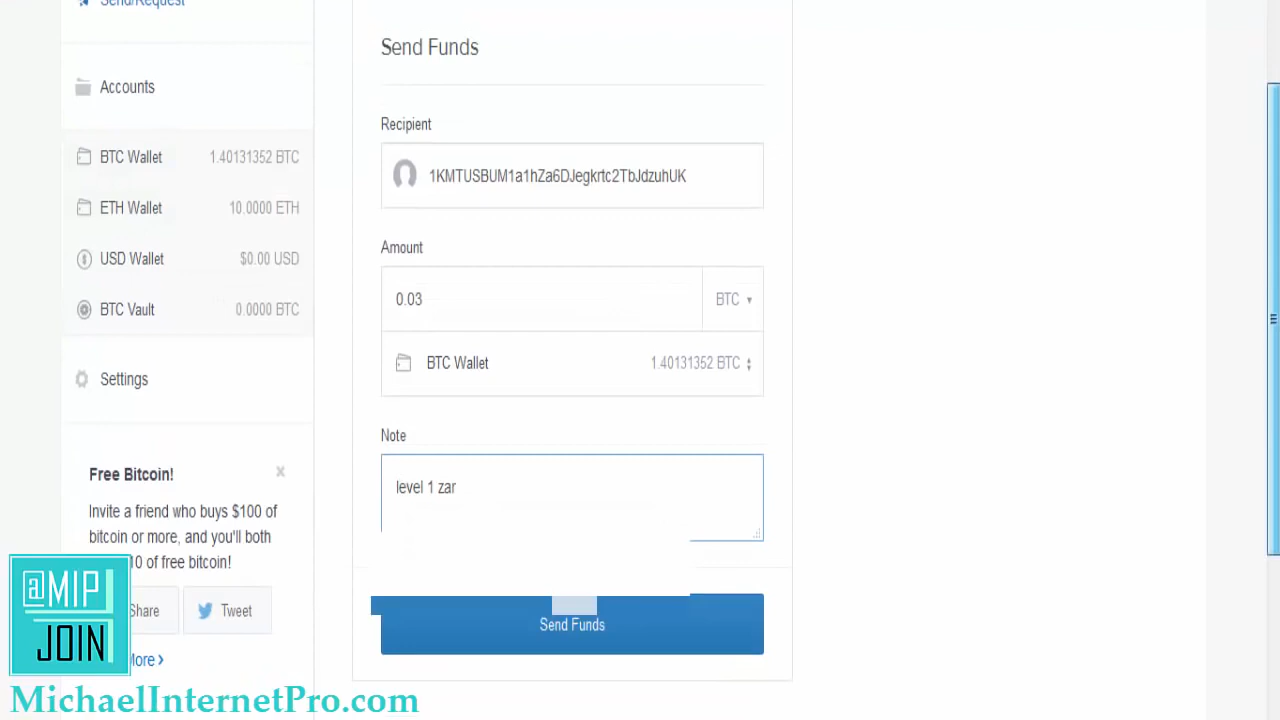 Send/Request
Accounts
BTC Wallet 1.40131352 BTC
ETH Wallet 10.0000 ETH
USD Wallet $0.00 USD
BTC Vault 0.0000 BTC
Settings
Free Bitcoin!
Invite a friend who buys $100 of
bitcoin or more, and you'll both
10 of free bitcoin!
Share Tweet
More ›
Send Funds
Recipient
1KMTUSBUM1a1hZa6DJegkrtc2TbJdzuhUK
Amount
0.03 BTC
BTC Wallet 1.40131352 BTC
Note
level 1 zar
Send Funds
@MIP
JOIN
MichaelInternetPro.com